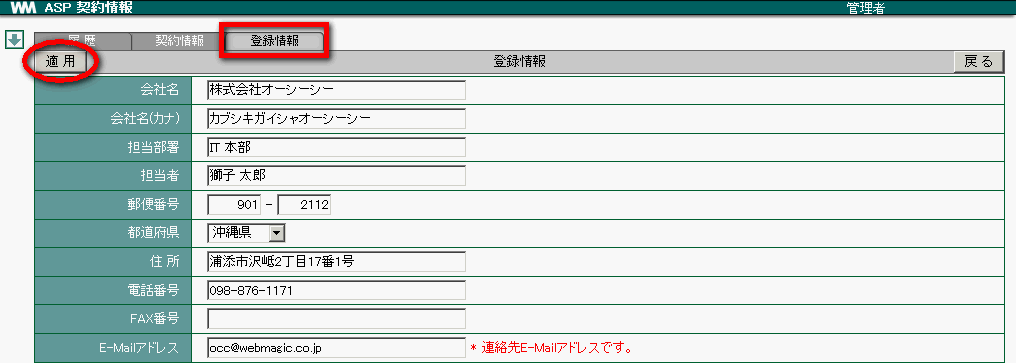 WM ASP 契約情報 管理者
履 歴 契約情報 登録情報
適 用 登録情報 戻 る
会社名 株式会社オーシーシー
会社名(カナ) カブシキガイシャオーシーシー
担当部署 IT 本部
担当者 獅子 太郎
郵便番号 901 - 2112
都道府県 沖縄県
住 所 浦添市沢岻2丁目17番1号
電話番号 098-876-1171
FAX番号
E-Mailアドレス occ@webmagic.co.jp * 連絡先E-Mailアドレスです。